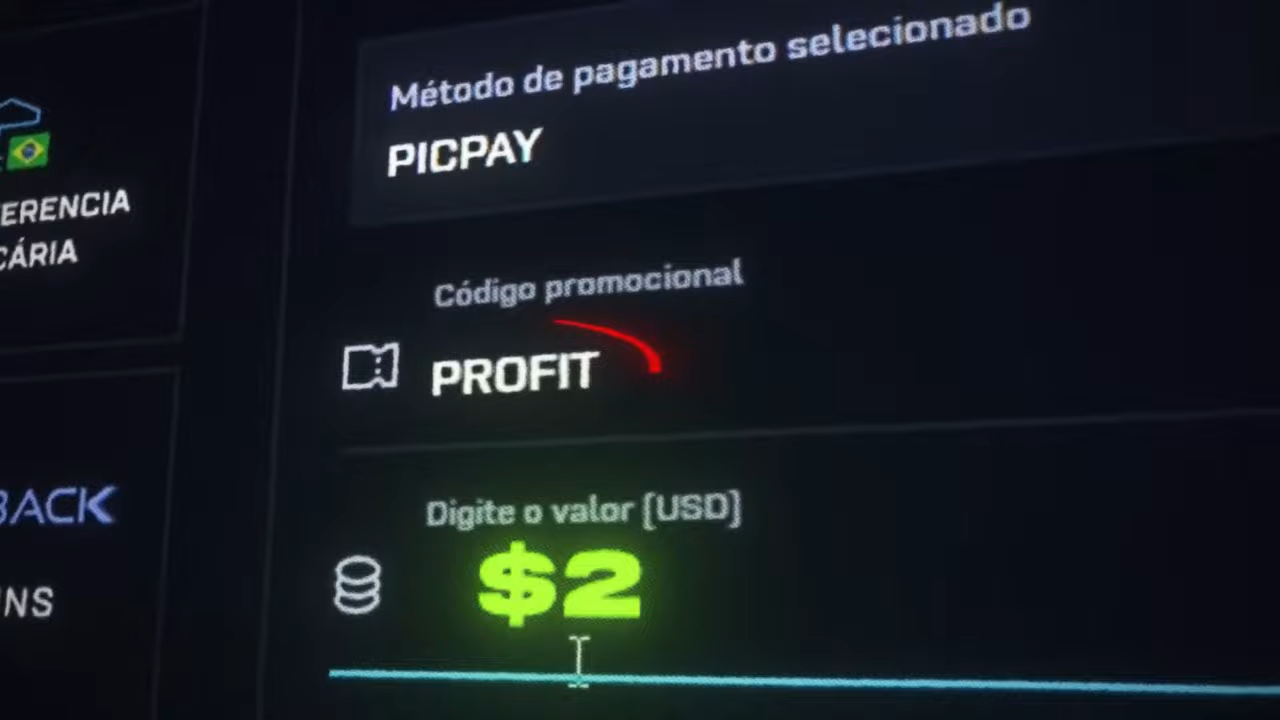 Método de pagamento selecionado
PICPAY
ERENCIA
CÁRIA
Código promocional
PROFIT
BACK
Digite o valor (USD)
$2
NS